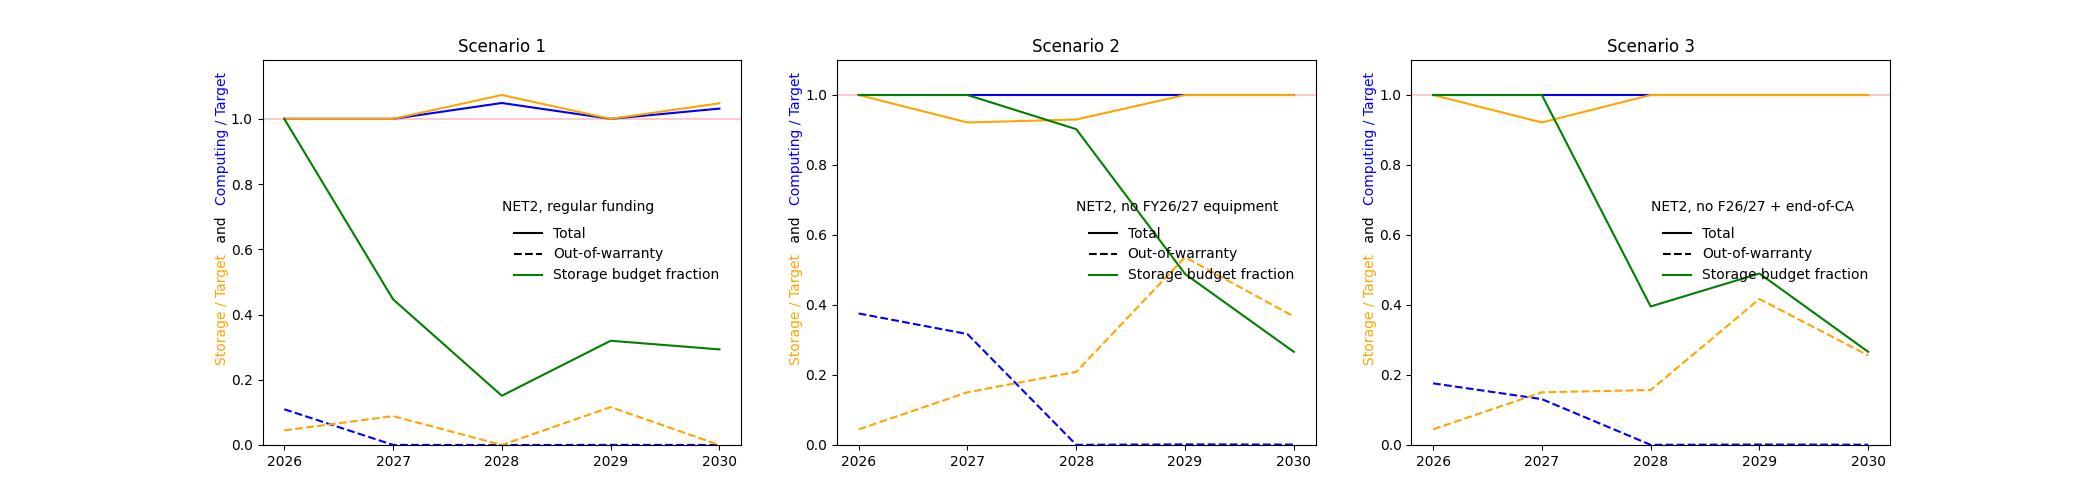 Scenario 1
Storage / Target and Computing / Target
1.0
0.8
0.6
0.4
0.2
0.0
NET2, regular funding
Total
Out-of-warranty
Storage budget fraction
2026 2027 2028 2029 2030
Scenario 2
Storage / Target and Computing / Target
1.0
0.8
0.6
0.4
0.2
0.0
NET2, no FY26/27 equipment
Total
Out-of-warranty
Storage budget fraction
2026 2027 2028 2029 2030
Scenario 3
Storage / Target and Computing / Target
1.0
0.8
0.6
0.4
0.2
0.0
NET2, no F26/27 + end-of-CA
Total
Out-of-warranty
Storage budget fraction
2026 2027 2028 2029 2030